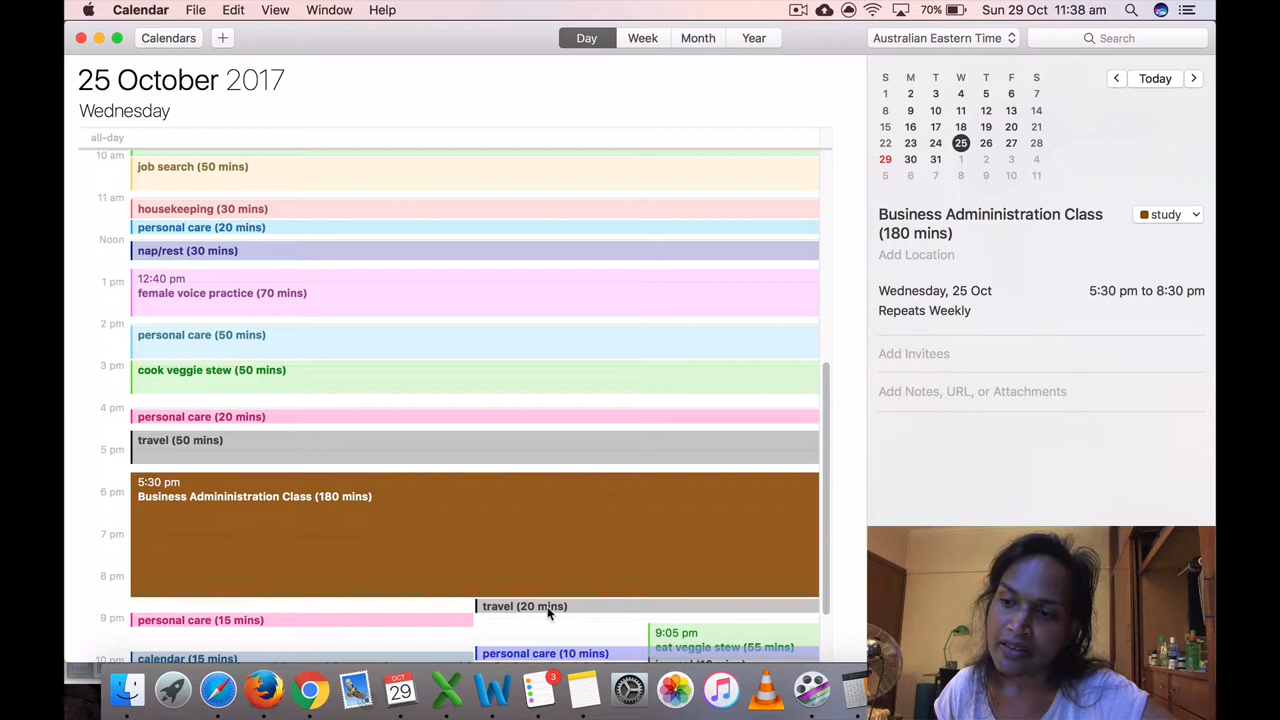 Calendar File Edit View Window Help 70% Sun 29 Oct 11:38 am
Calendars + Day Week Month Year Australian Eastern Time Search
25 October 2017
Wednesday
all-day
10 am
job search (50 mins)
11 am
housekeeping (30 mins)
personal care (20 mins)
Noon
nap/rest (30 mins)
12:40 pm
1 pm
female voice practice (70 mins)
2 pm
personal care (50 mins)
3 pm
cook veggie stew (50 mins)
4 pm
personal care (20 mins)
travel (50 mins)
5 pm
5:30 pm
6 pm
Business Admininistration Class (180 mins)
7 pm
8 pm
travel (20 mins)
9 pm
personal care (15 mins)
9:05 pm
eat veggie stew (55 mins)
personal care (10 mins)
10
calendar (15 mins)
S M T W T F S
< Today >
1 2 3 4 5 6 7
8 9 10 11 12 13 14
15 16 17 18 19 20 21
22 23 24 25 26 27 28
29 30 31 1 2 3 4
5 6 7 8 9 10 11
Business Admininistration Class
(180 mins)
study
Add Location
Wednesday, 25 Oct 5:30 pm to 8:30 pm
Repeats Weekly
Add Invitees
Add Notes, URL, or Attachments
OCT
29
3